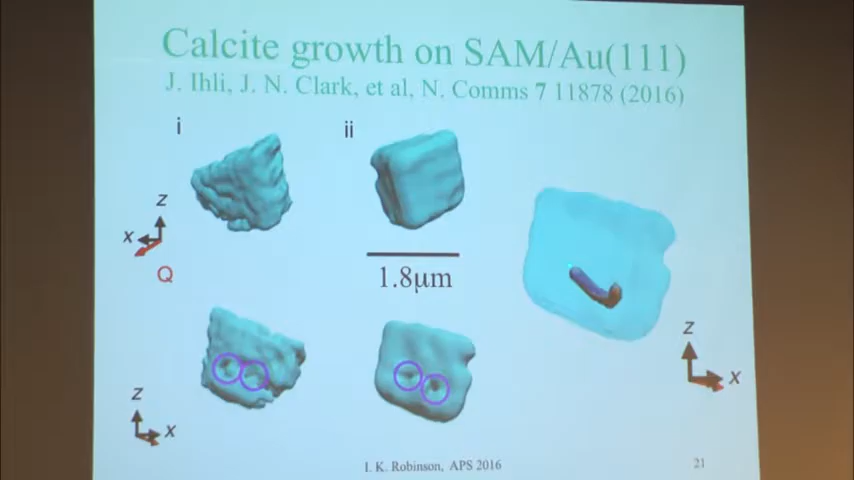 Calcite growth on SAM/Au(111)
J. Ihli, J. N. Clark, et al, N. Comms 7 11878 (2016)
i
ii
z
x
Q
1.8μm
z
x
z
x
I. K. Robinson, APS 2016
21